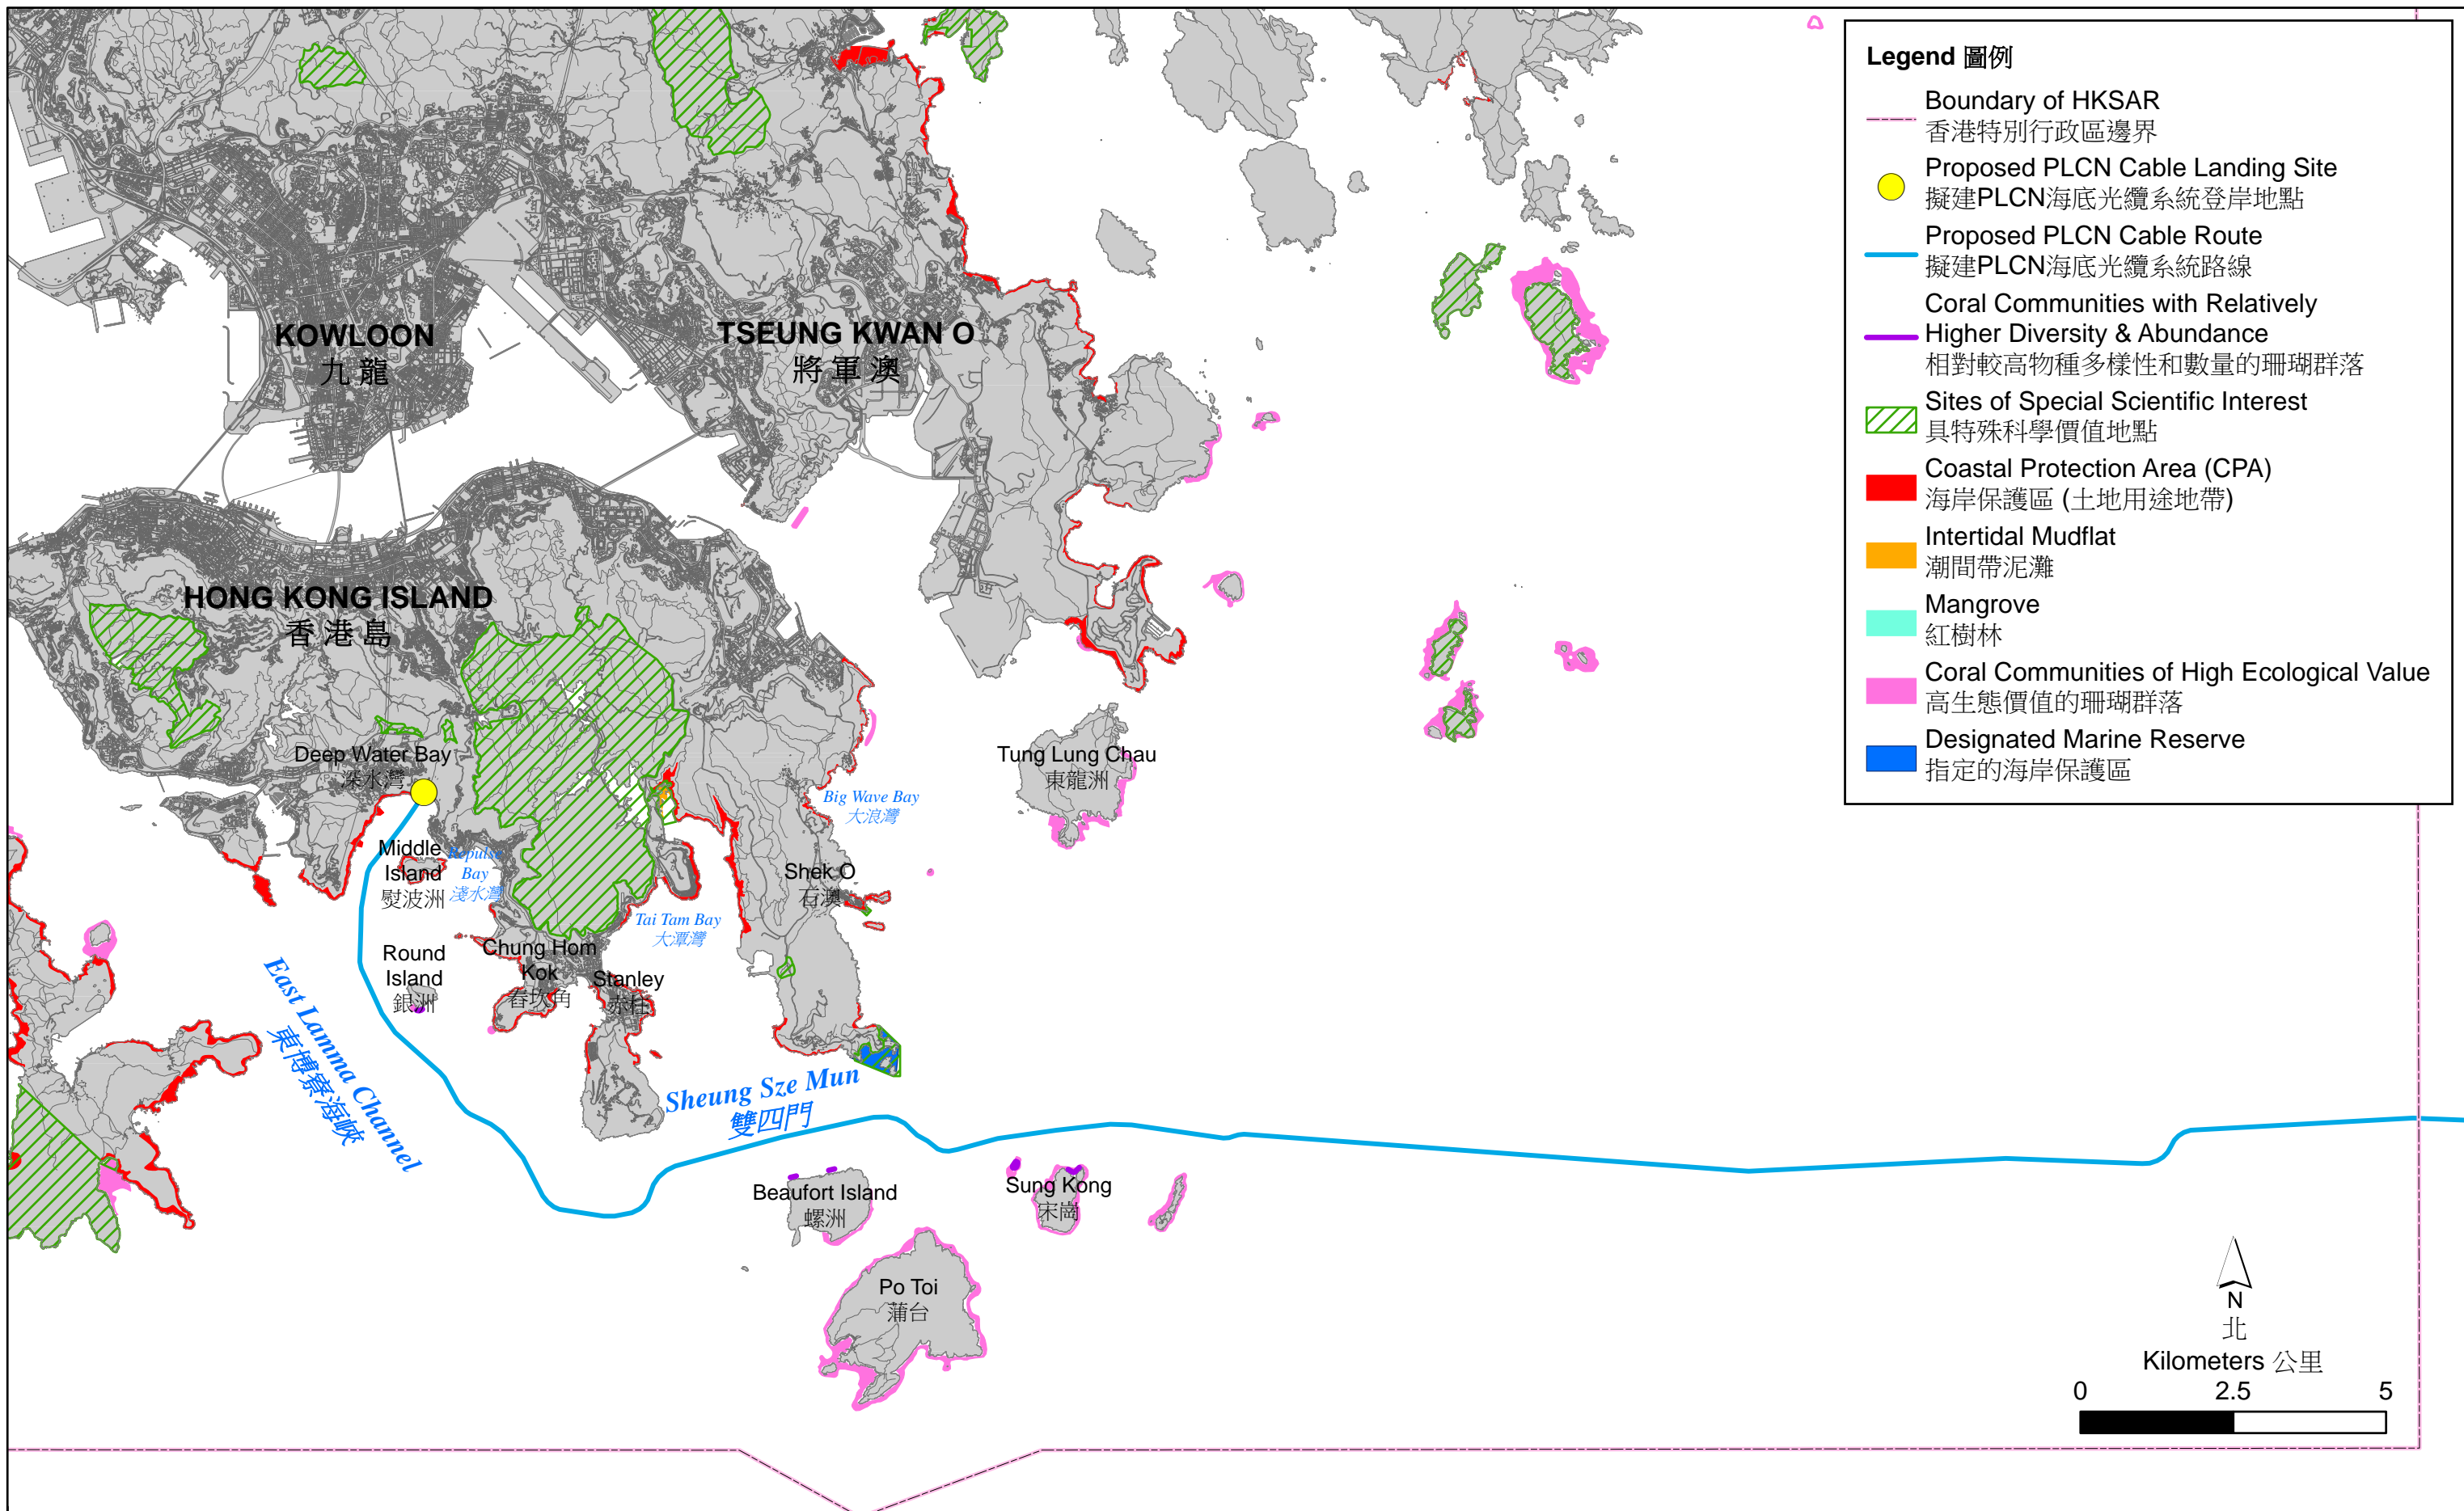 Legend 圖例
Boundary of HKSAR
香港特別行政區邊界
Proposed PLCN Cable Landing Site
擬建PLCN海底光纜系統登岸地點
Proposed PLCN Cable Route
擬建PLCN海底光纜系統路線
Coral Communities with Relatively
Higher Diversity & Abundance
相對較高物種多樣性和數量的珊瑚群落
Sites of Special Scientific Interest
具特殊科學價值地點
Coastal Protection Area (CPA)
海岸保護區 (土地用途地帶)
Intertidal Mudflat
潮間帶泥灘
Mangrove
紅樹林
Coral Communities of High Ecological Value
高生態價值的珊瑚群落
Designated Marine Reserve
指定的海岸保護區
KOWLOON
九龍
TSEUNG KWAN O
將軍澳
HONG KONG ISLAND
香港島
Deep Water Bay
深水灣
Tung Lung Chau
東龍洲
Big Wave Bay
大浪灣
Middle
Island
熨波洲
Repulse
Bay
淺水灣
Shek O
石澳
Tai Tam Bay
大潭灣
Round
Island
銀洲
Chung Hom
Kok
舂坎角
Stanley
赤柱
East Lamma Channel
東博寮海峽
Sheung Sze Mun
雙四門
Beaufort Island
螺洲
Sung Kong
宋崗
Po Toi
蒲台
N
北
Kilometers 公里
0 2.5 5